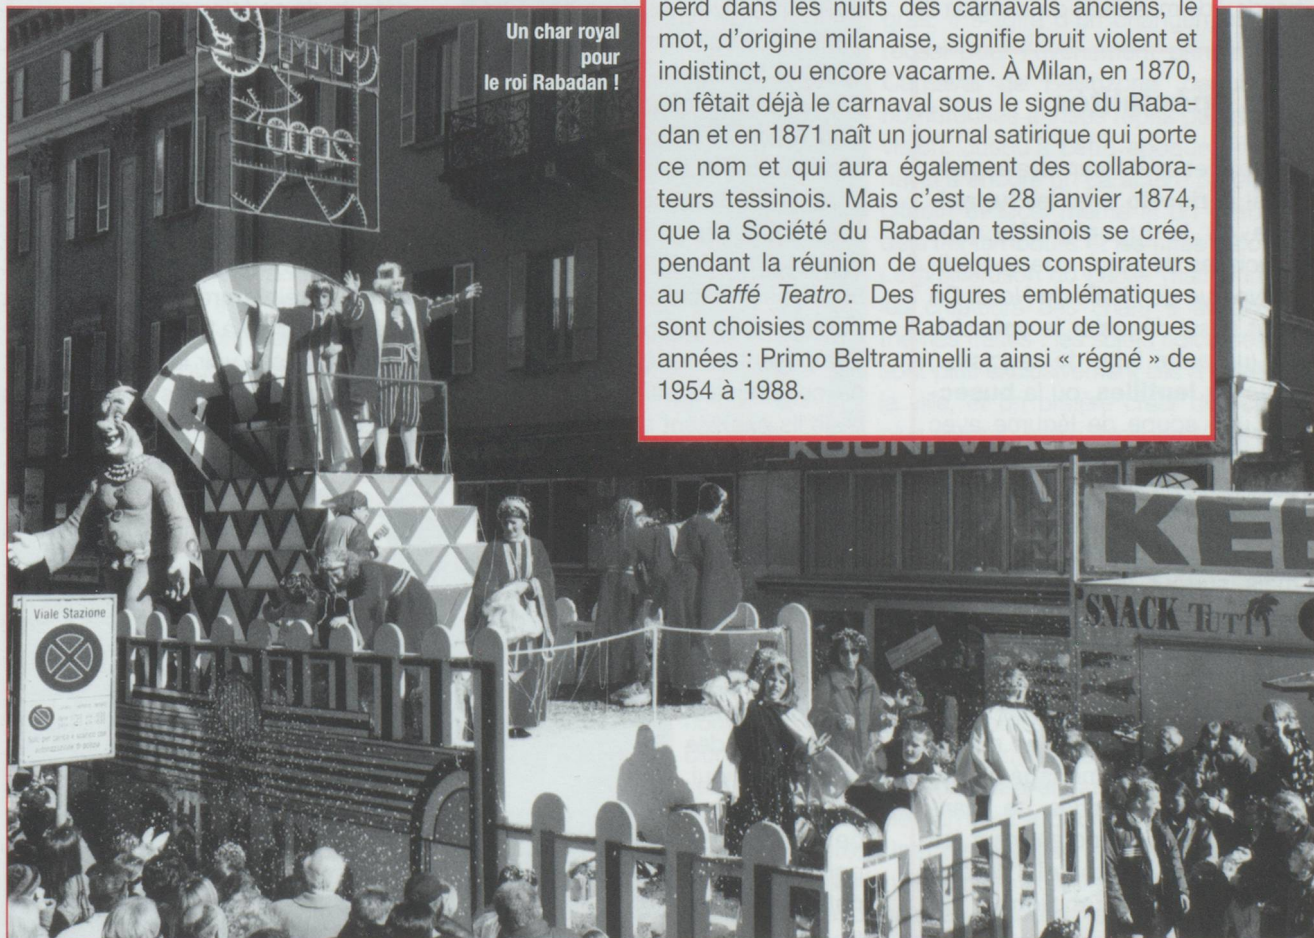 Un char royal
pour
le roi Rabadan !
perd dans les nuits des carnavals anciens, le
mot, d'origine milanaise, signifie bruit violent et
indistinct, ou encore vacarme. À Milan, en 1870,
on fêtait déjà le carnaval sous le signe du Raba-
dan et en 1871 naît un journal satirique qui porte
ce nom et qui aura également des collabora-
teurs tessinois. Mais c'est le 28 janvier 1874,
que la Société du Rabadan tessinois se crée,
pendant la réunion de quelques conspirateurs
au Caffé Teatro. Des figures emblématiques
sont choisies comme Rabadan pour de longues
années : Primo Beltraminelli a ainsi « régné » de
1954 à 1988.
KUONI VIAGGI
KE
SNACK TUTTI
Viale Stazione